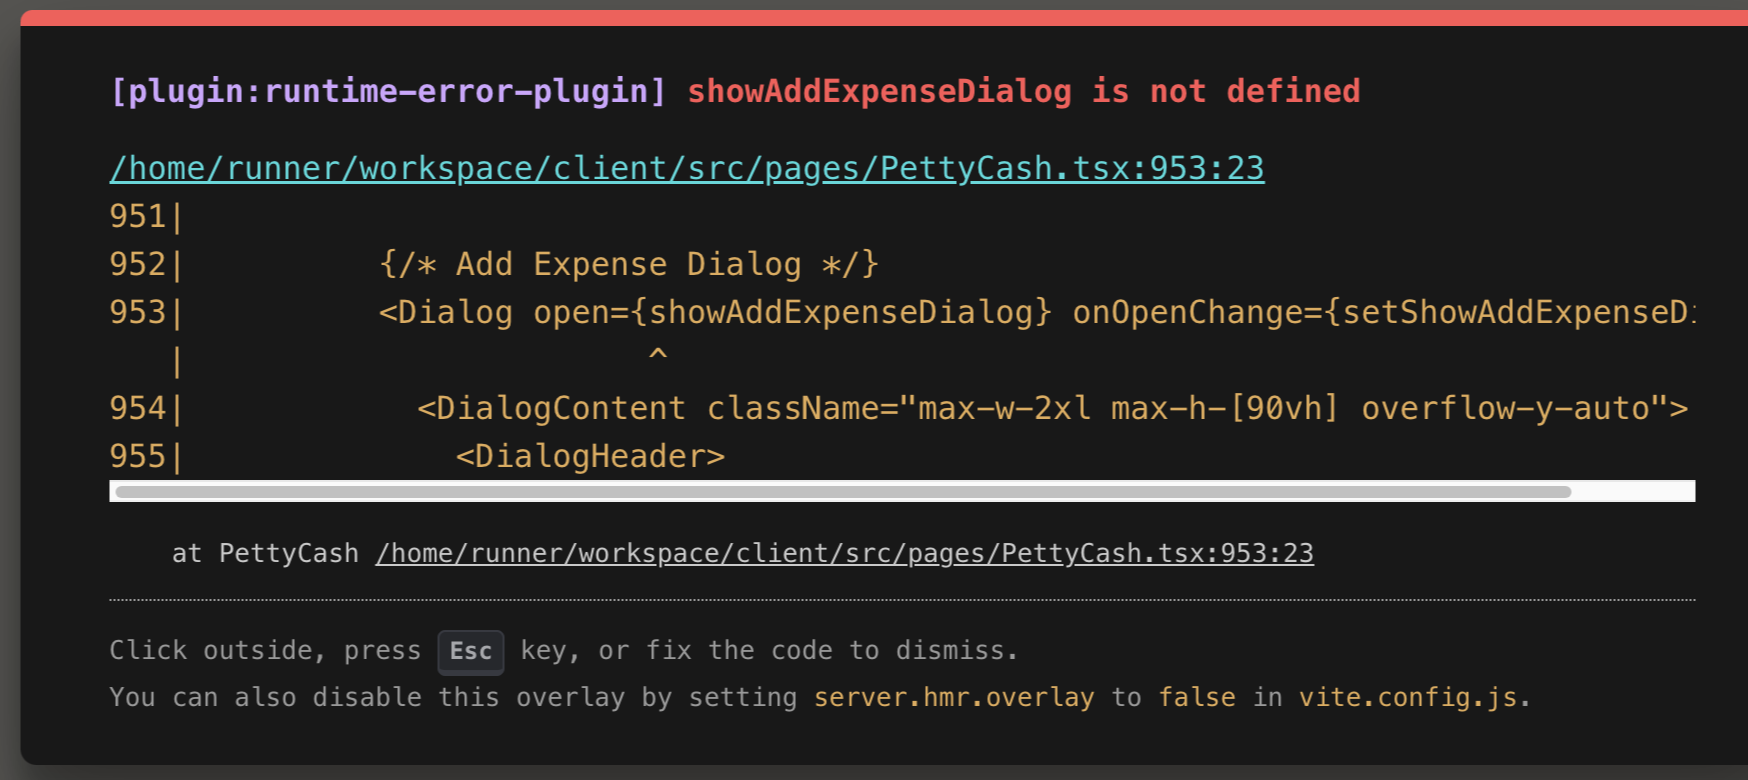 [plugin:runtime-error-plugin] showAddExpenseDialog is not defined
/home/runner/workspace/client/src/pages/PettyCash.tsx:953:23
951|
952|          {/* Add Expense Dialog */}
953|          <Dialog open={showAddExpenseDialog} onOpenChange={setShowAddExpenseD
   |                        ^
954|            <DialogContent className="max-w-2xl max-h-[90vh] overflow-y-auto">
955|              <DialogHeader>
at PettyCash /home/runner/workspace/client/src/pages/PettyCash.tsx:953:23
Click outside, press Esc key, or fix the code to dismiss.
You can also disable this overlay by setting server.hmr.overlay to false in vite.config.js.